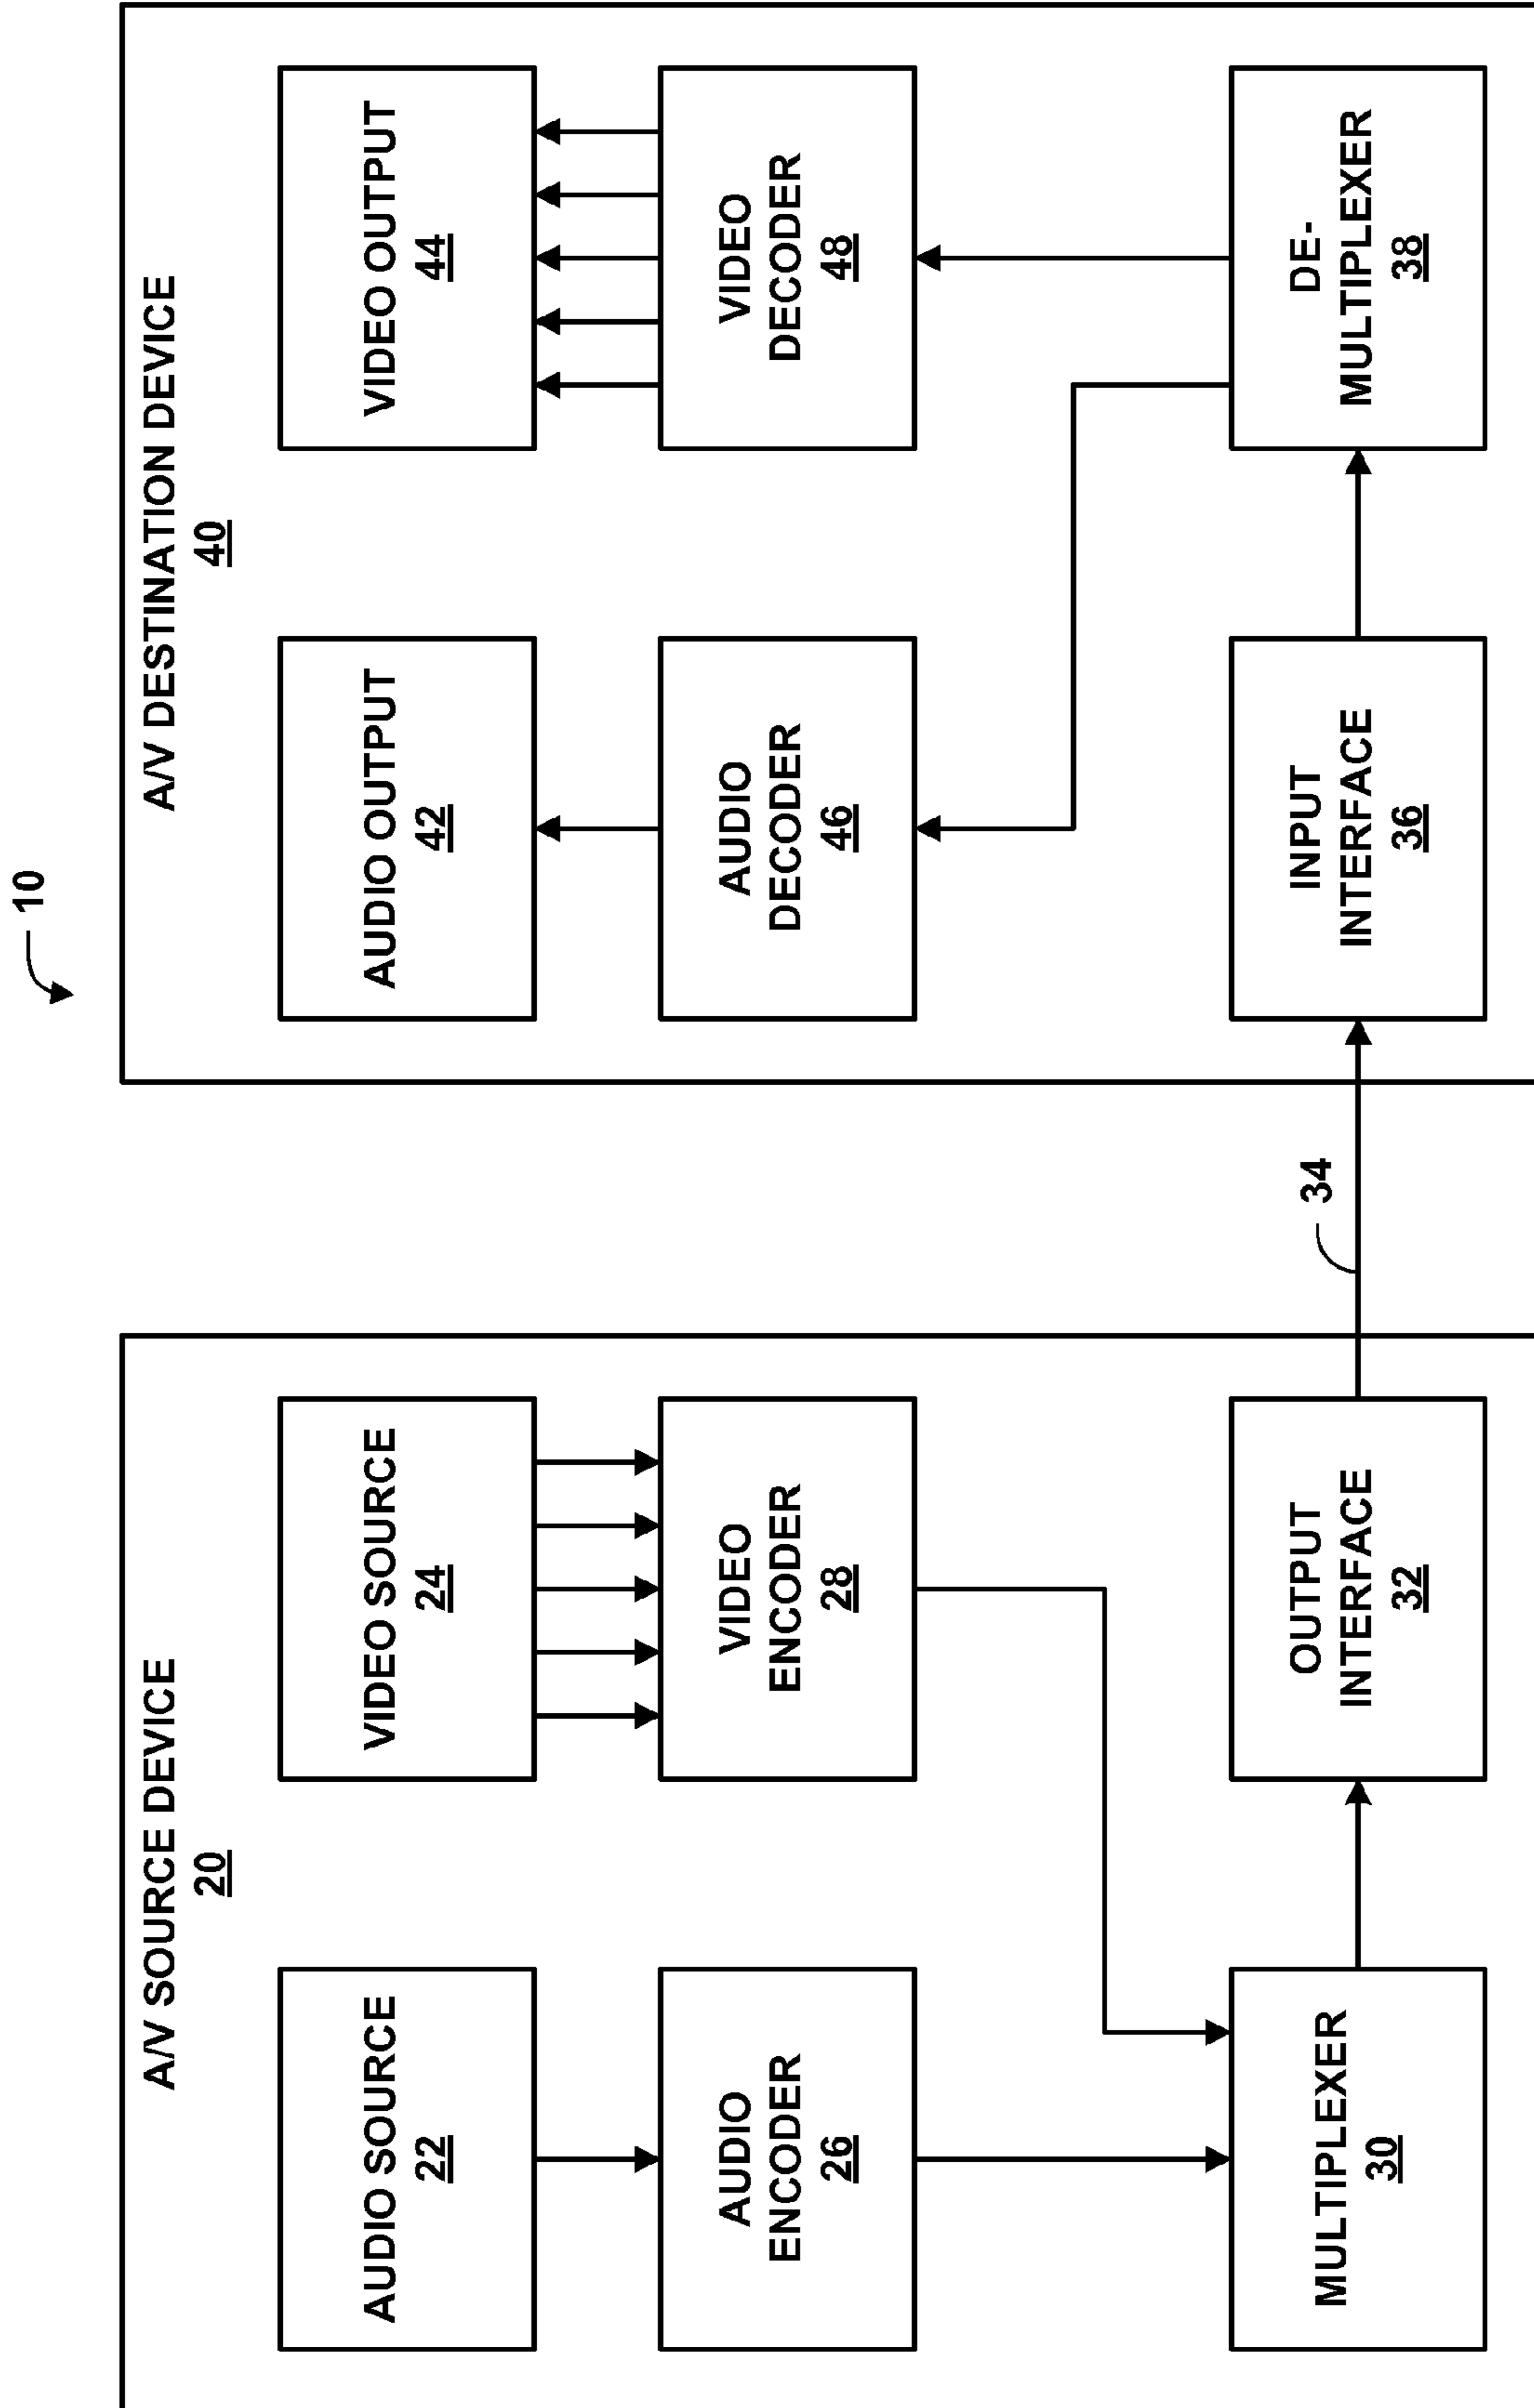 10
A/V SOURCE DEVICE
20
AUDIO SOURCE
22
VIDEO SOURCE
24
AUDIO
ENCODER
26
VIDEO
ENCODER
28
MULTIPLEXER
30
OUTPUT
INTERFACE
32
34
A/V DESTINATION DEVICE
40
AUDIO OUTPUT
42
VIDEO OUTPUT
44
AUDIO
DECODER
46
VIDEO
DECODER
48
INPUT
INTERFACE
36
DE-
MULTIPLEXER
38